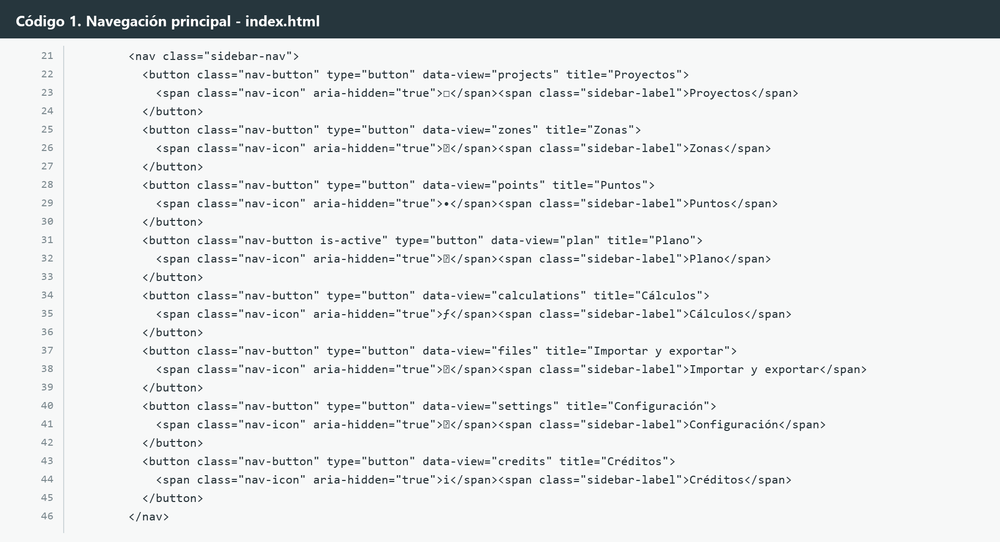 Código 1. Navegación principal - index.html
21 <nav class="sidebar-nav">
22 <button class="nav-button" type="button" data-view="projects" title="Proyectos">
23 <span class="nav-icon" aria-hidden="true">□</span><span class="sidebar-label">Proyectos</span>
24 </button>
25 <button class="nav-button" type="button" data-view="zones" title="Zonas">
26 <span class="nav-icon" aria-hidden="true">⍰</span><span class="sidebar-label">Zonas</span>
27 </button>
28 <button class="nav-button" type="button" data-view="points" title="Puntos">
29 <span class="nav-icon" aria-hidden="true">•</span><span class="sidebar-label">Puntos</span>
30 </button>
31 <button class="nav-button is-active" type="button" data-view="plan" title="Plano">
32 <span class="nav-icon" aria-hidden="true">⍰</span><span class="sidebar-label">Plano</span>
33 </button>
34 <button class="nav-button" type="button" data-view="calculations" title="Cálculos">
35 <span class="nav-icon" aria-hidden="true">ƒ</span><span class="sidebar-label">Cálculos</span>
36 </button>
37 <button class="nav-button" type="button" data-view="files" title="Importar y exportar">
38 <span class="nav-icon" aria-hidden="true">⍰</span><span class="sidebar-label">Importar y exportar</span>
39 </button>
40 <button class="nav-button" type="button" data-view="settings" title="Configuración">
41 <span class="nav-icon" aria-hidden="true">⍰</span><span class="sidebar-label">Configuración</span>
42 </button>
43 <button class="nav-button" type="button" data-view="credits" title="Créditos">
44 <span class="nav-icon" aria-hidden="true">i</span><span class="sidebar-label">Créditos</span>
45 </button>
46 </nav>